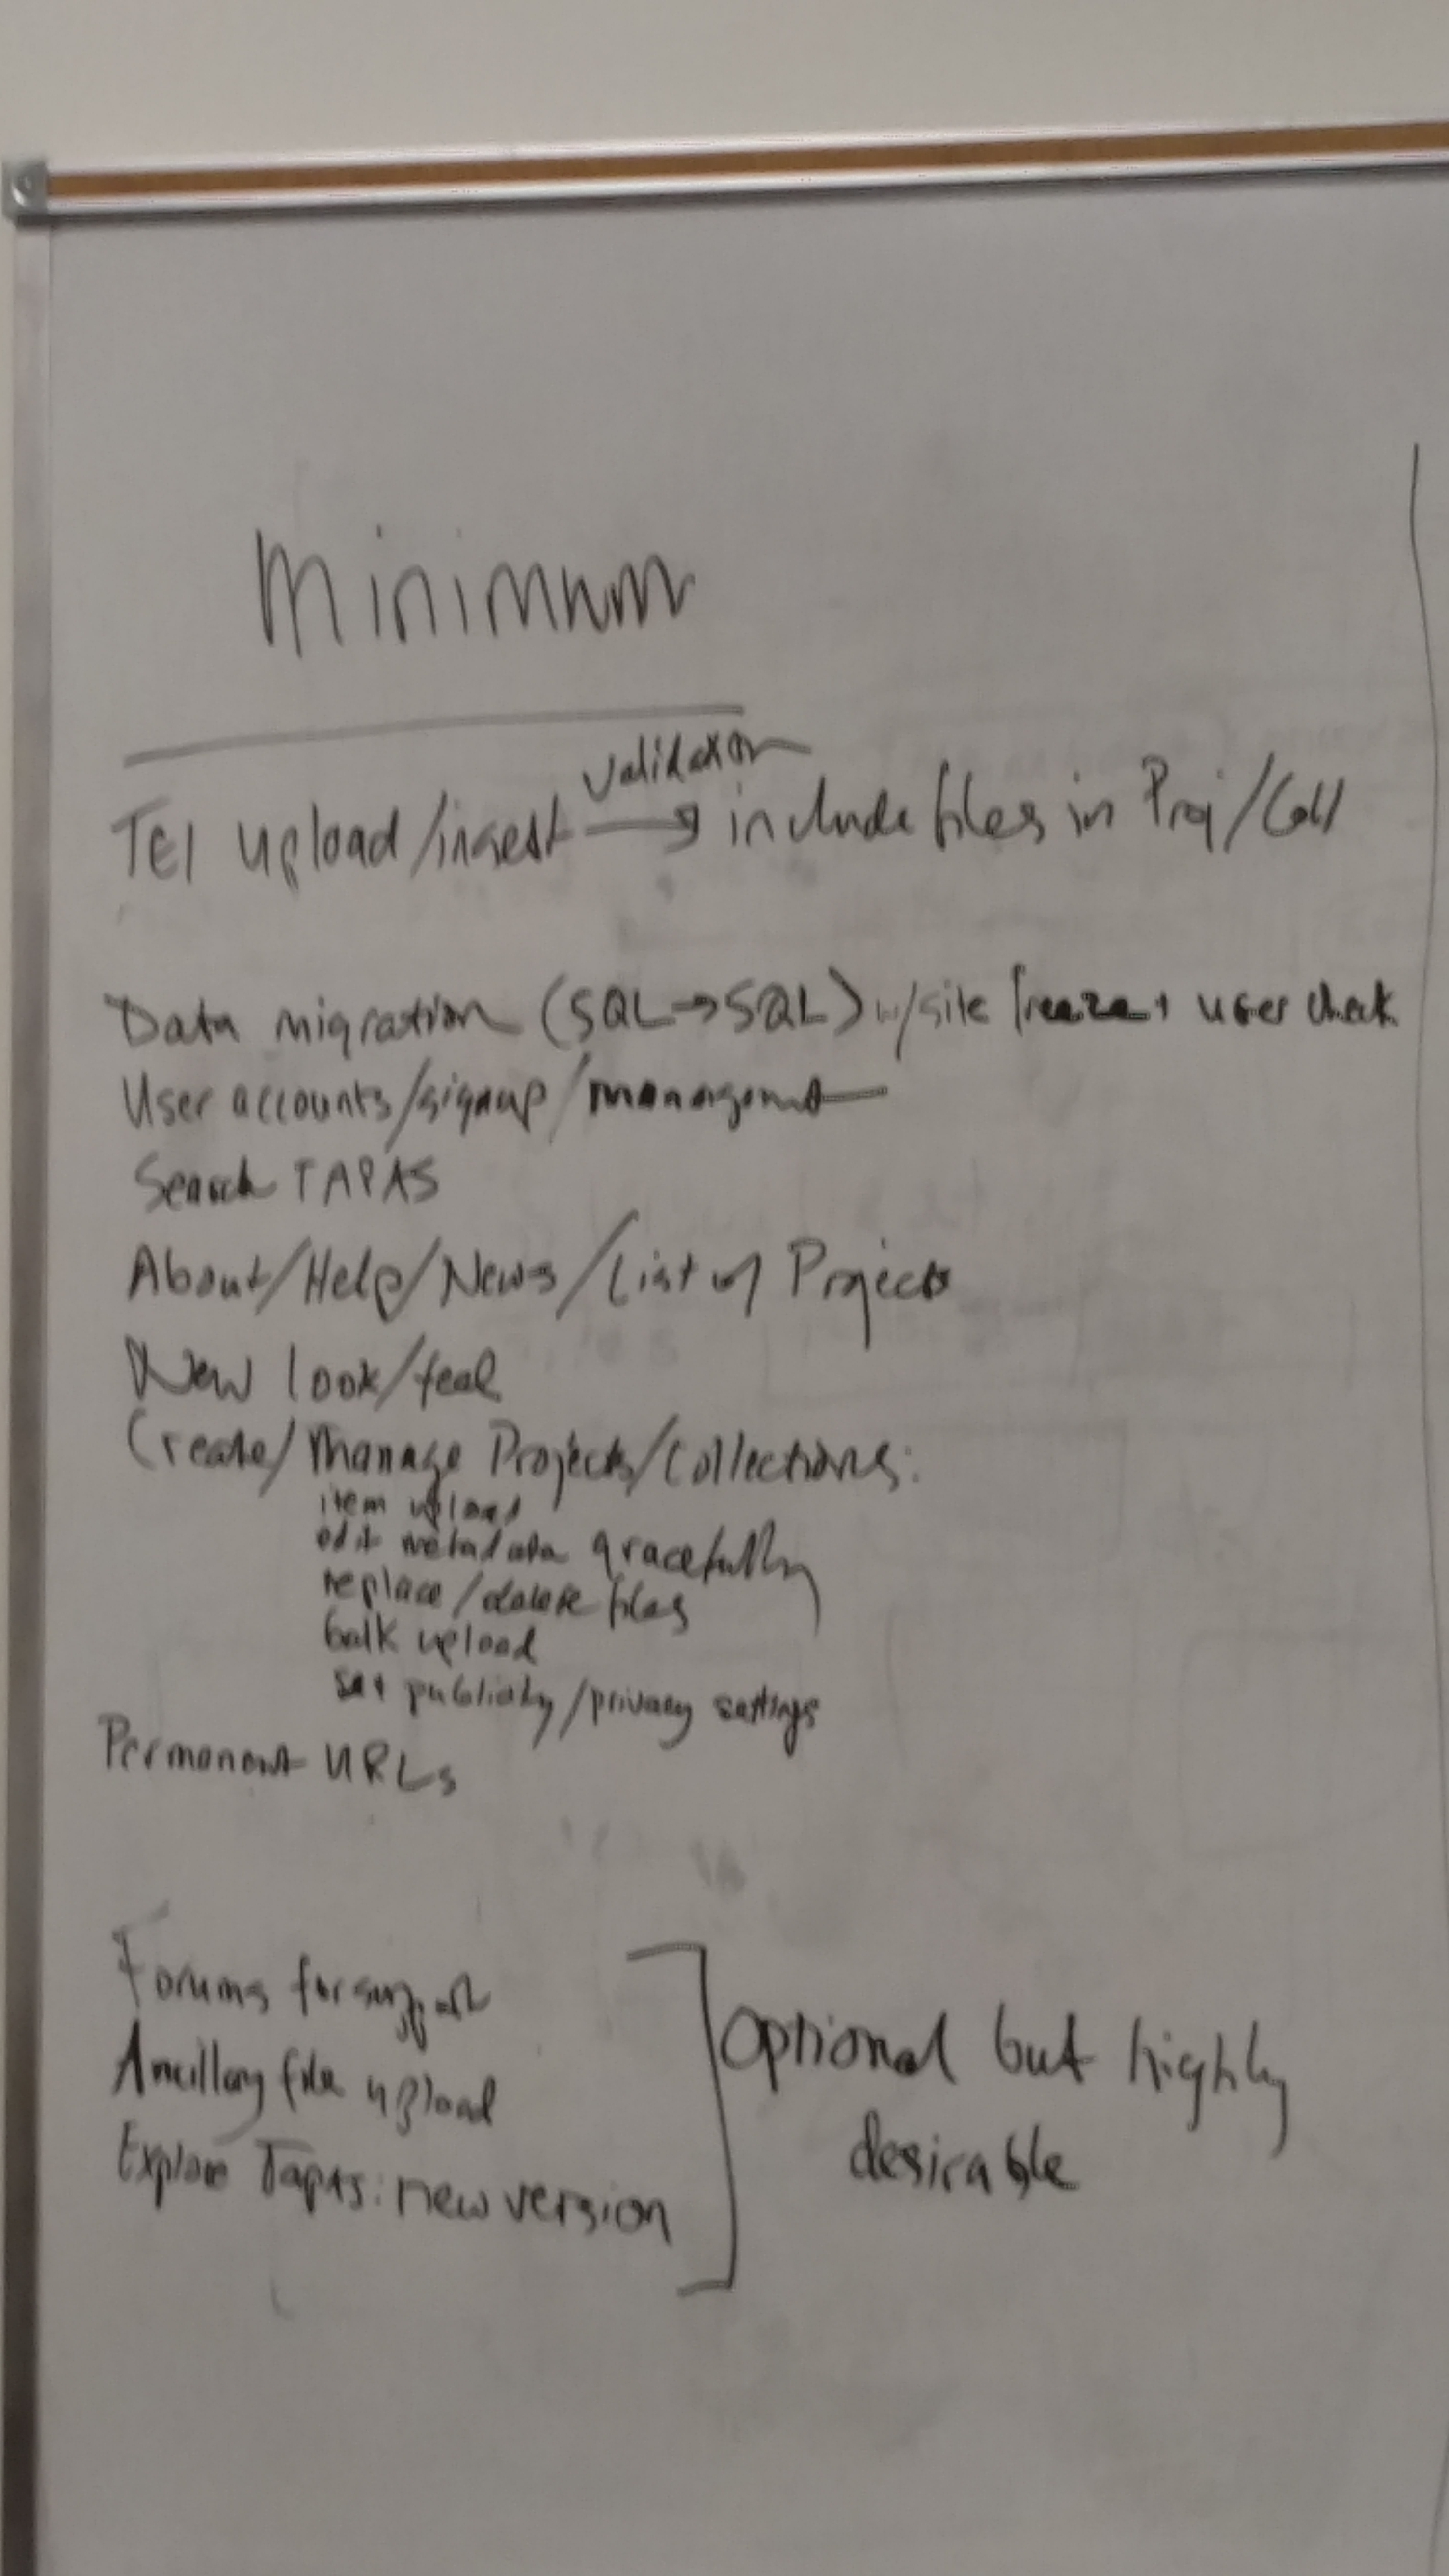 Minimum
validation
TEI upload/ingest → include files in Proj/Coll
Data migration (SQL→SQL) w/site freeze + user check
User accounts/signup/management
Search TAPAS
About/Help/News/List of Projects
New look/feel
Create/Manage Projects/Collections:
item upload
edit metadata gracefully
replace/delete files
bulk upload
set publicity/privacy settings
Permanent URLs
Forums for support
Ancillary file upload
Explore TAPAS: new version
Optional but highly
desirable